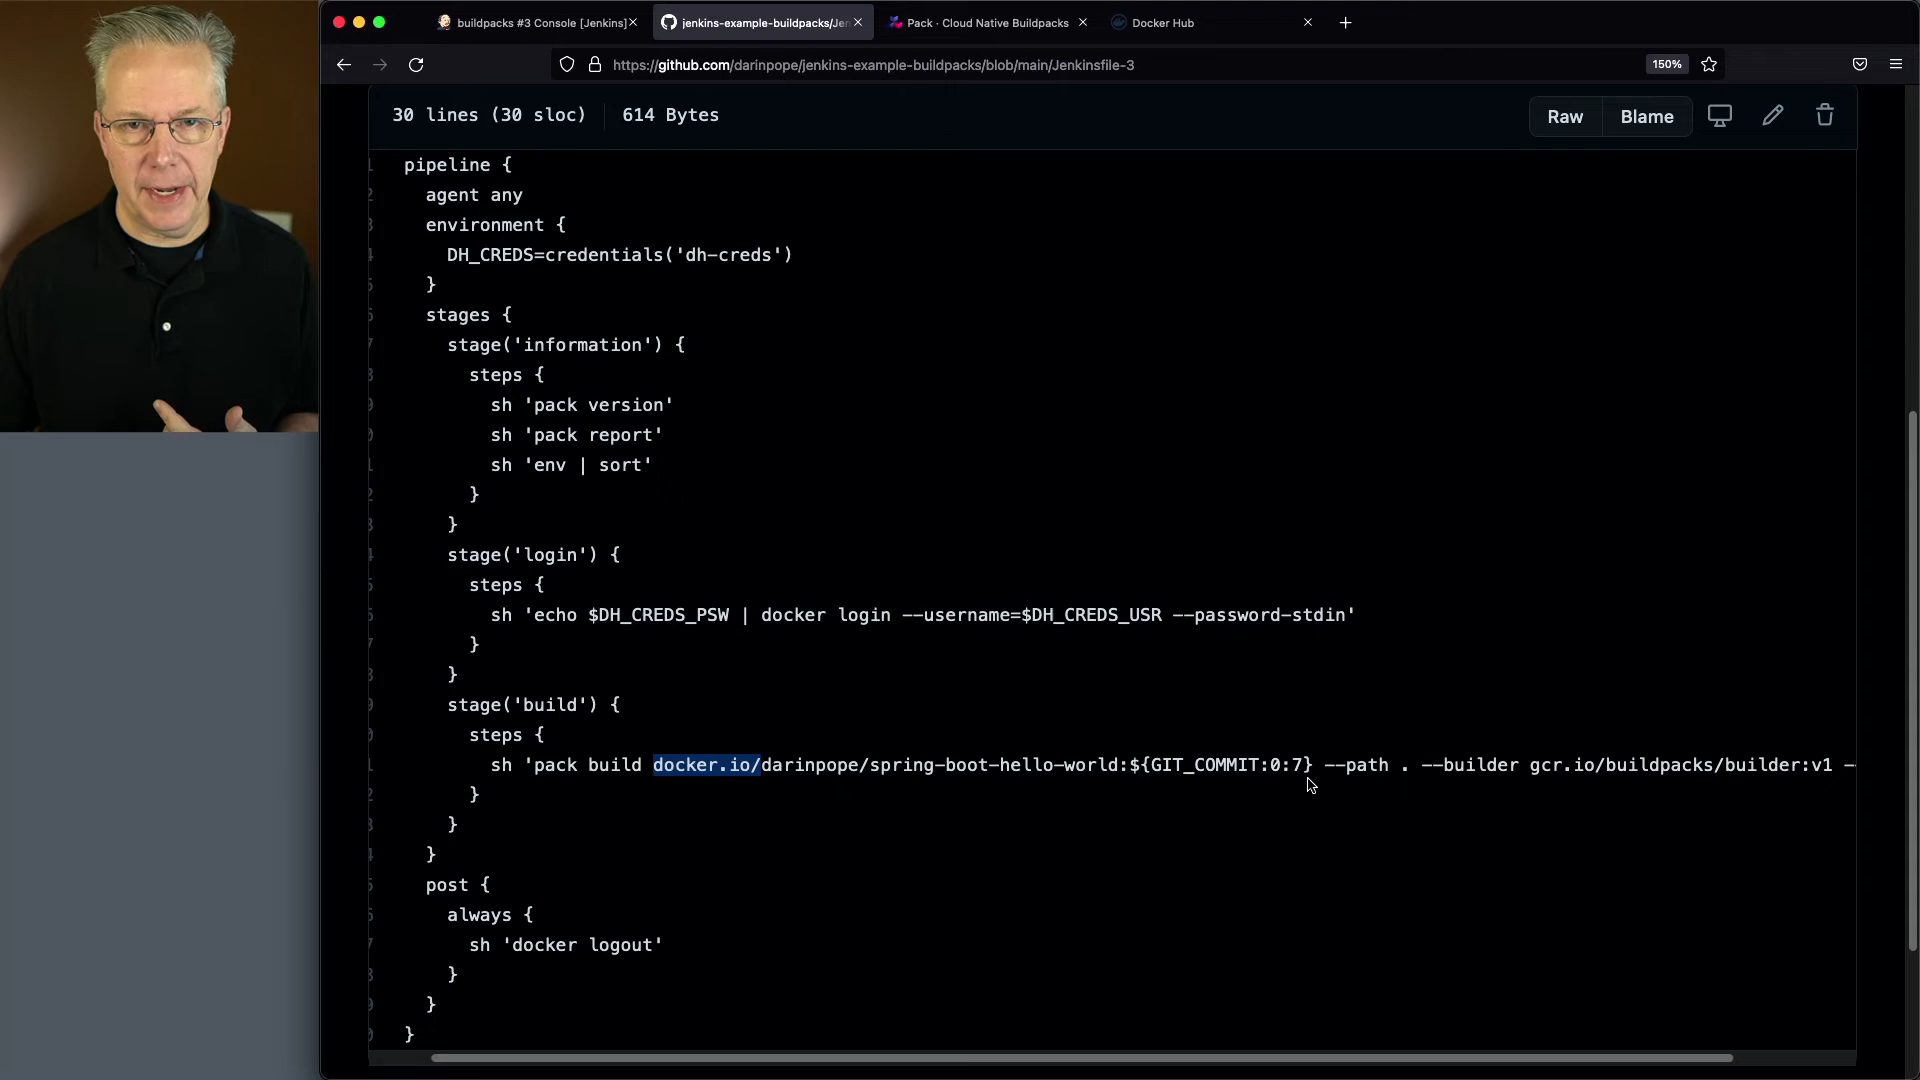 buildpacks #3 Console [Jenkins]
jenkins-example-buildpacks/Jen
Pack · Cloud Native Buildpacks
Docker Hub
https://github.com/darinpope/jenkins-example-buildpacks/blob/main/Jenkinsfile-3
150%
30 lines (30 sloc)
614 Bytes
Raw
Blame
pipeline {
agent any
environment {
DH_CREDS=credentials('dh-creds')
}
stages {
stage('information') {
steps {
sh 'pack version'
sh 'pack report'
sh 'env | sort'
}
}
stage('login') {
steps {
sh 'echo $DH_CREDS_PSW | docker login --username=$DH_CREDS_USR --password-stdin'
}
}
stage('build') {
steps {
sh 'pack build docker.io/darinpope/spring-boot-hello-world:${GIT_COMMIT:0:7} --path . --builder gcr.io/buildpacks/builder:v1 --
}
}
}
post {
always {
sh 'docker logout'
}
}
}